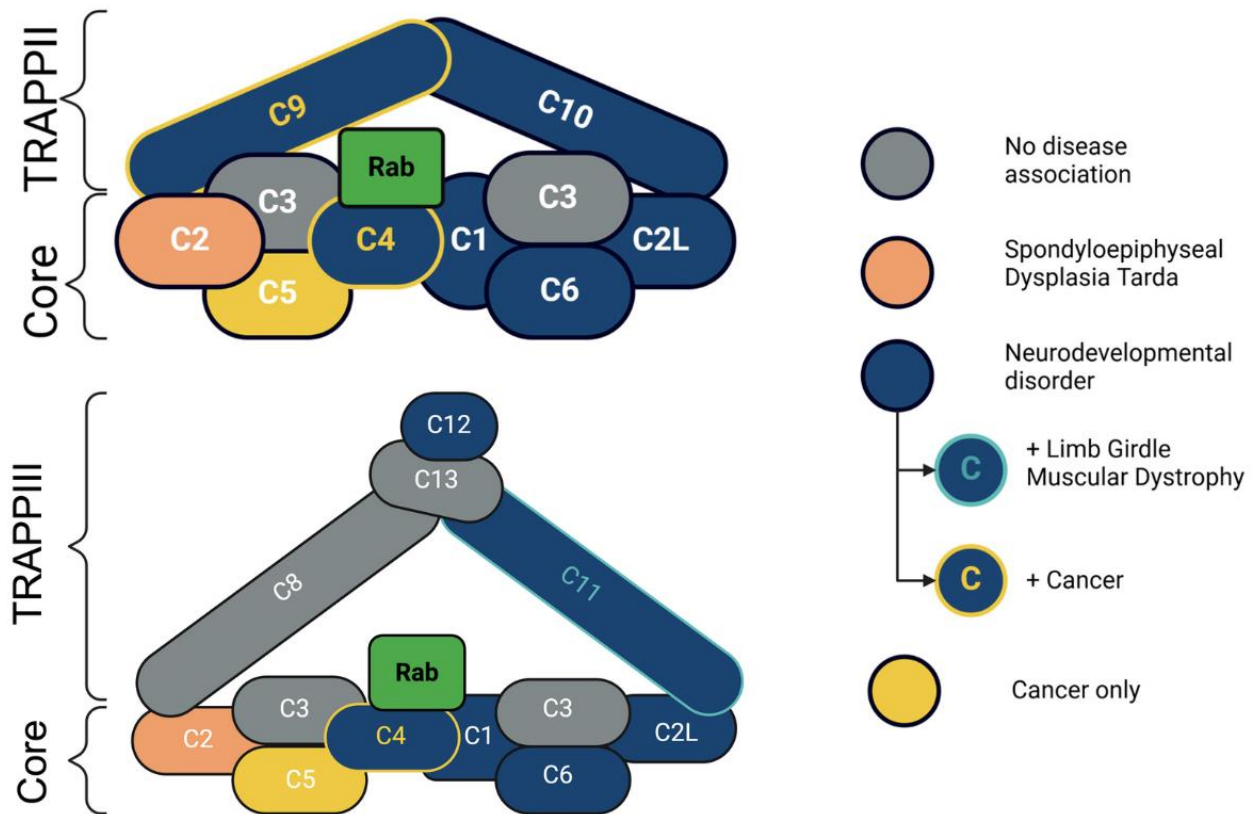 TRAPPII
Core
C9
C10
Rab
C3
C3
C2
C4
C1
C2L
C5
C6
TRAPPIII
Core
C12
C13
C8
C11
Rab
C3
C3
C2
C4
C1
C2L
C5
C6
No disease
association
Spondyloepiphyseal
Dysplasia Tarda
Neurodevelopmental
disorder
C
+ Limb Girdle
Muscular Dystrophy
C
+ Cancer
Cancer only